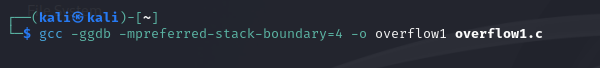 ┌──(kali㉿kali)-[~]
└─$ gcc -ggdb -mpreferred-stack-boundary=4 -o overflow1 overflow1.c